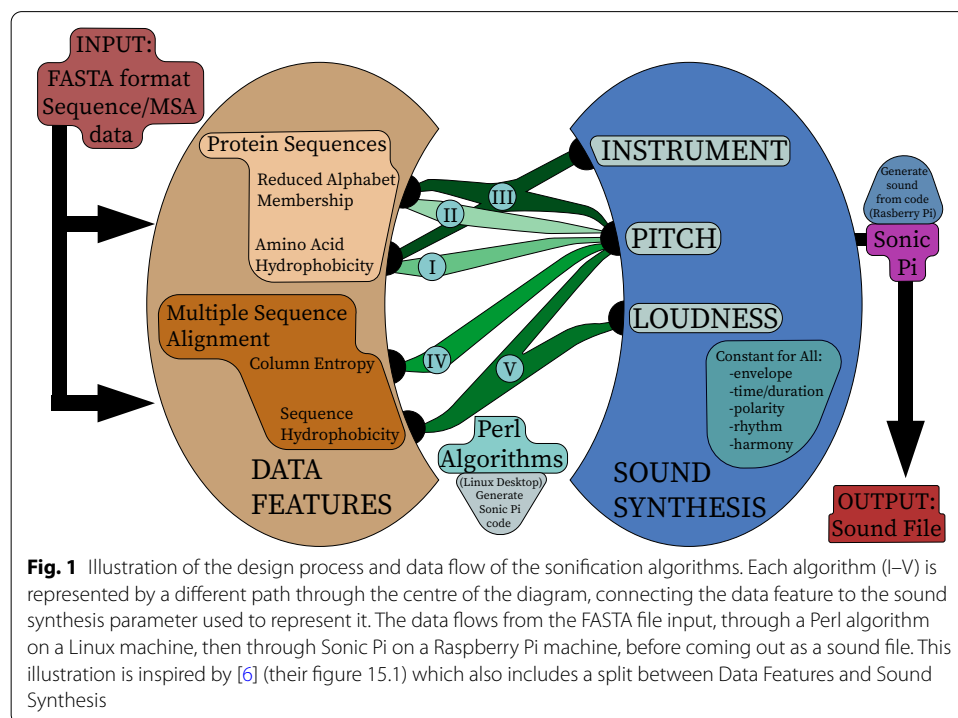 INPUT:
FASTA format
Sequence/MSA
data
Protein Sequences
Reduced Alphabet
Membership
Amino Acid
Hydrophobicity
Multiple Sequence
Alignment
Column Entropy
Sequence
Hydrophobicity
DATA
FEATURES
III
II
I
IV
V
Perl
Algorithms
(Linux Desktop)
Generate
Sonic Pi
code
INSTRUMENT
PITCH
LOUDNESS
Constant for All:
-envelope
-time/duration
-polarity
-rhythm
-harmony
SOUND
SYNTHESIS
Generate
sound
from code
(Rasberry Pi)
Sonic
Pi
OUTPUT:
Sound File
Fig. 1 Illustration of the design process and data flow of the sonification algorithms. Each algorithm (I–V) is
represented by a different path through the centre of the diagram, connecting the data feature to the sound
synthesis parameter used to represent it. The data flows from the FASTA file input, through a Perl algorithm
on a Linux machine, then through Sonic Pi on a Raspberry Pi machine, before coming out as a sound file. This
illustration is inspired by [6] (their figure 15.1) which also includes a split between Data Features and Sound
Synthesis